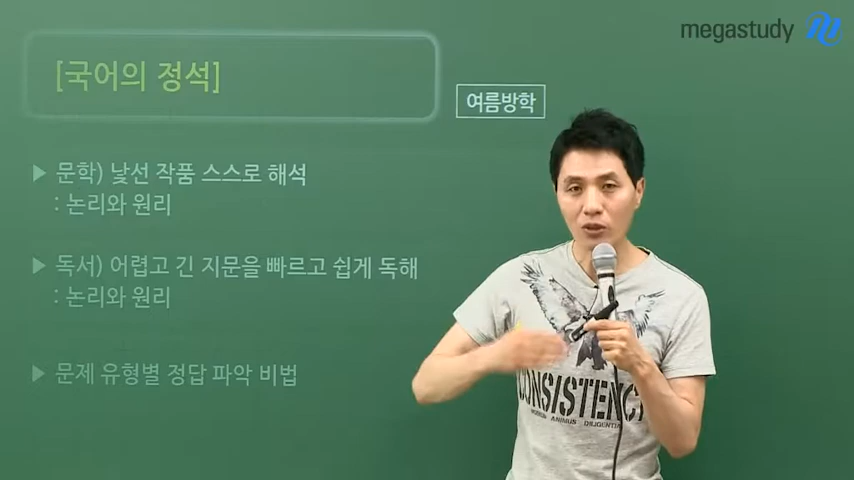 megastudy
[국어의 정석]
여름방학
▶ 문학) 낯선 작품 스스로 해석
: 논리와 원리
▶ 독서) 어렵고 긴 지문을 빠르고 쉽게 독해
: 논리와 원리
▶ 문제 유형별 정답 파악 비법
CONSISTENCY
ANIMUS DILIGENTIA